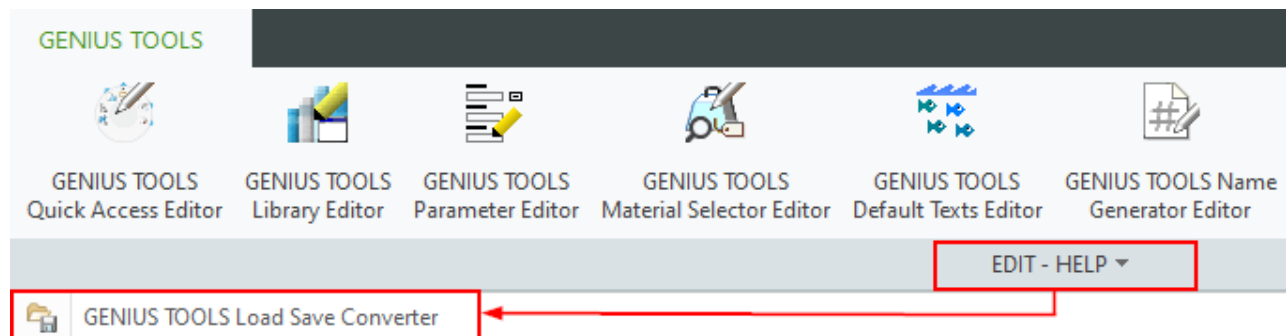 GENIUS TOOLS
GENIUS TOOLS
Quick Access Editor
GENIUS TOOLS
Library Editor
GENIUS TOOLS
Parameter Editor
GENIUS TOOLS
Material Selector Editor
GENIUS TOOLS
Default Texts Editor
GENIUS TOOLS Name
Generator Editor
EDIT - HELP
GENIUS TOOLS Load Save Converter